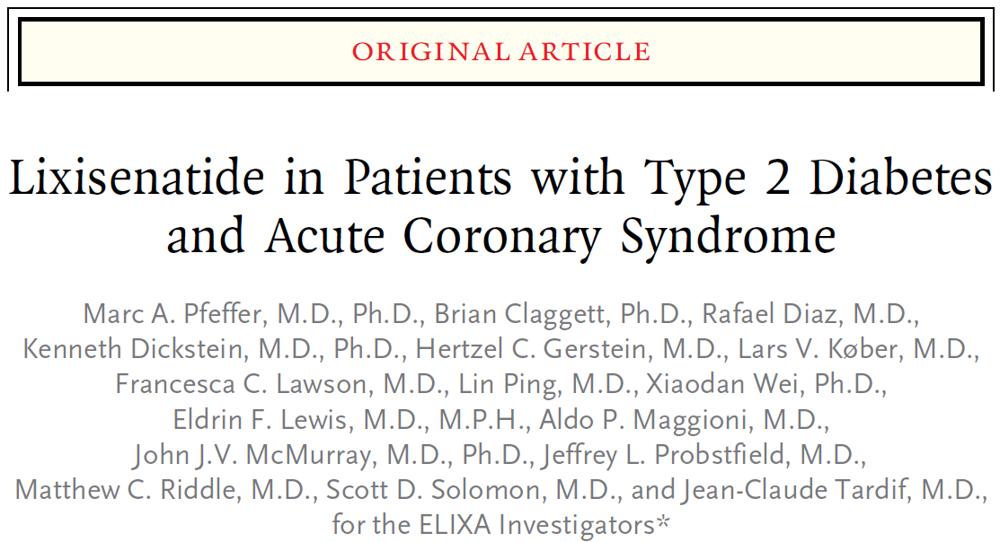 ORIGINAL ARTICLE
Lixisenatide in Patients with Type 2 Diabetes
and Acute Coronary Syndrome
Marc A. Pfeffer, M.D., Ph.D., Brian Claggett, Ph.D., Rafael Diaz, M.D.,
Kenneth Dickstein, M.D., Ph.D., Hertzel C. Gerstein, M.D., Lars V. Køber, M.D.,
Francesca C. Lawson, M.D., Lin Ping, M.D., Xiaodan Wei, Ph.D.,
Eldrin F. Lewis, M.D., M.P.H., Aldo P. Maggioni, M.D.,
John J.V. McMurray, M.D., Ph.D., Jeffrey L. Probstfield, M.D.,
Matthew C. Riddle, M.D., Scott D. Solomon, M.D., and Jean-Claude Tardif, M.D.,
for the ELIXA Investigators*